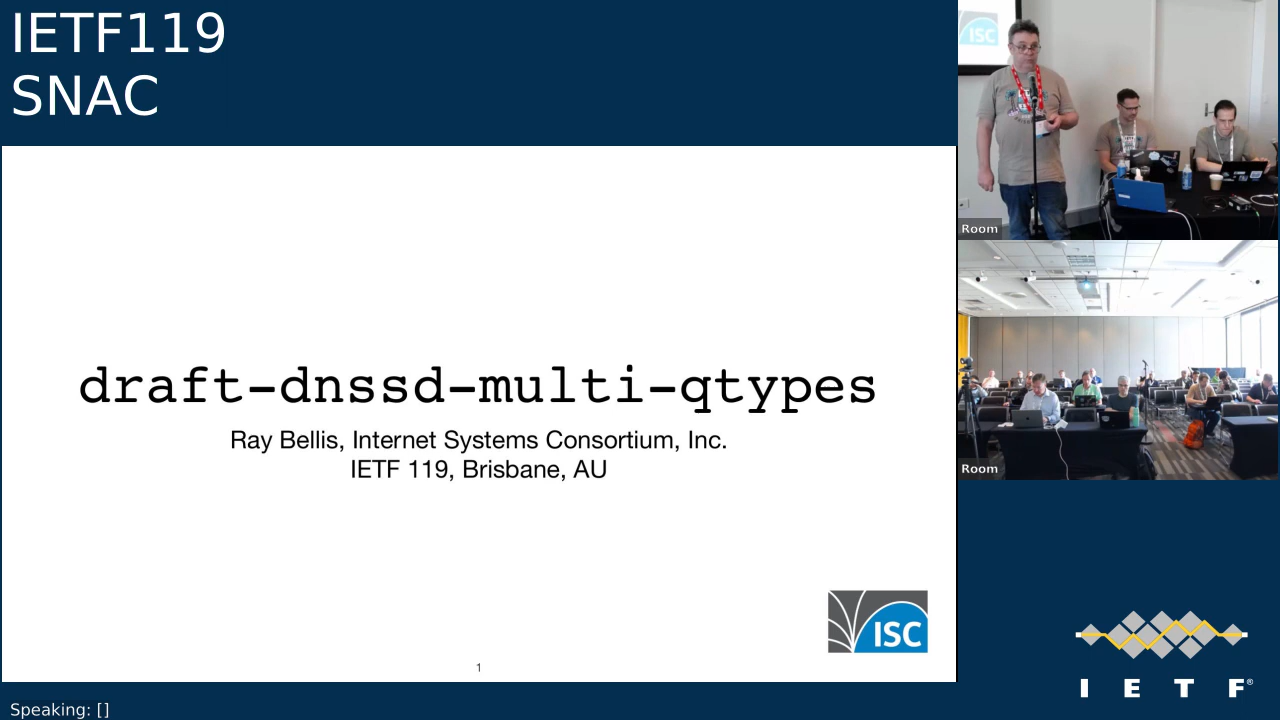 IETF119
SNAC
draft-dnssd-multi-qtypes
Ray Bellis, Internet Systems Consortium, Inc.
IETF 119, Brisbane, AU
ISC
1
ISC
Room
Room
I E T F®
Speaking: []